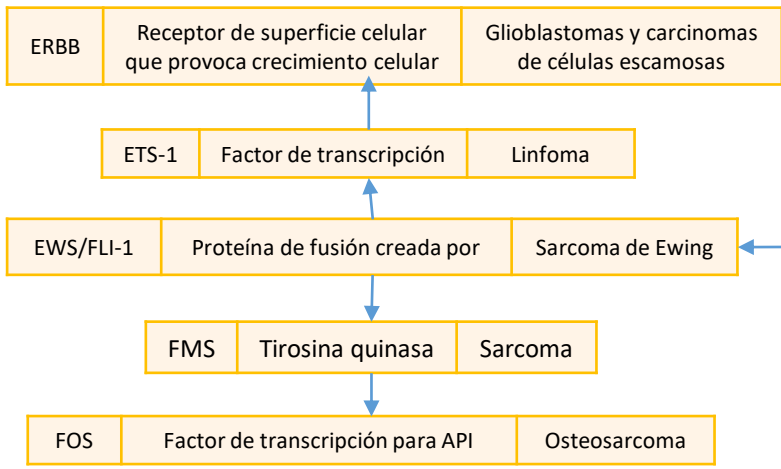 ERBB
Receptor de superficie celular
que provoca crecimiento celular
Glioblastomas y carcinomas
de células escamosas
ETS-1
Factor de transcripción
Linfoma
EWS/FLI-1
Proteína de fusión creada por
Sarcoma de Ewing
FMS
Tirosina quinasa
Sarcoma
FOS
Factor de transcripción para API
Osteosarcoma